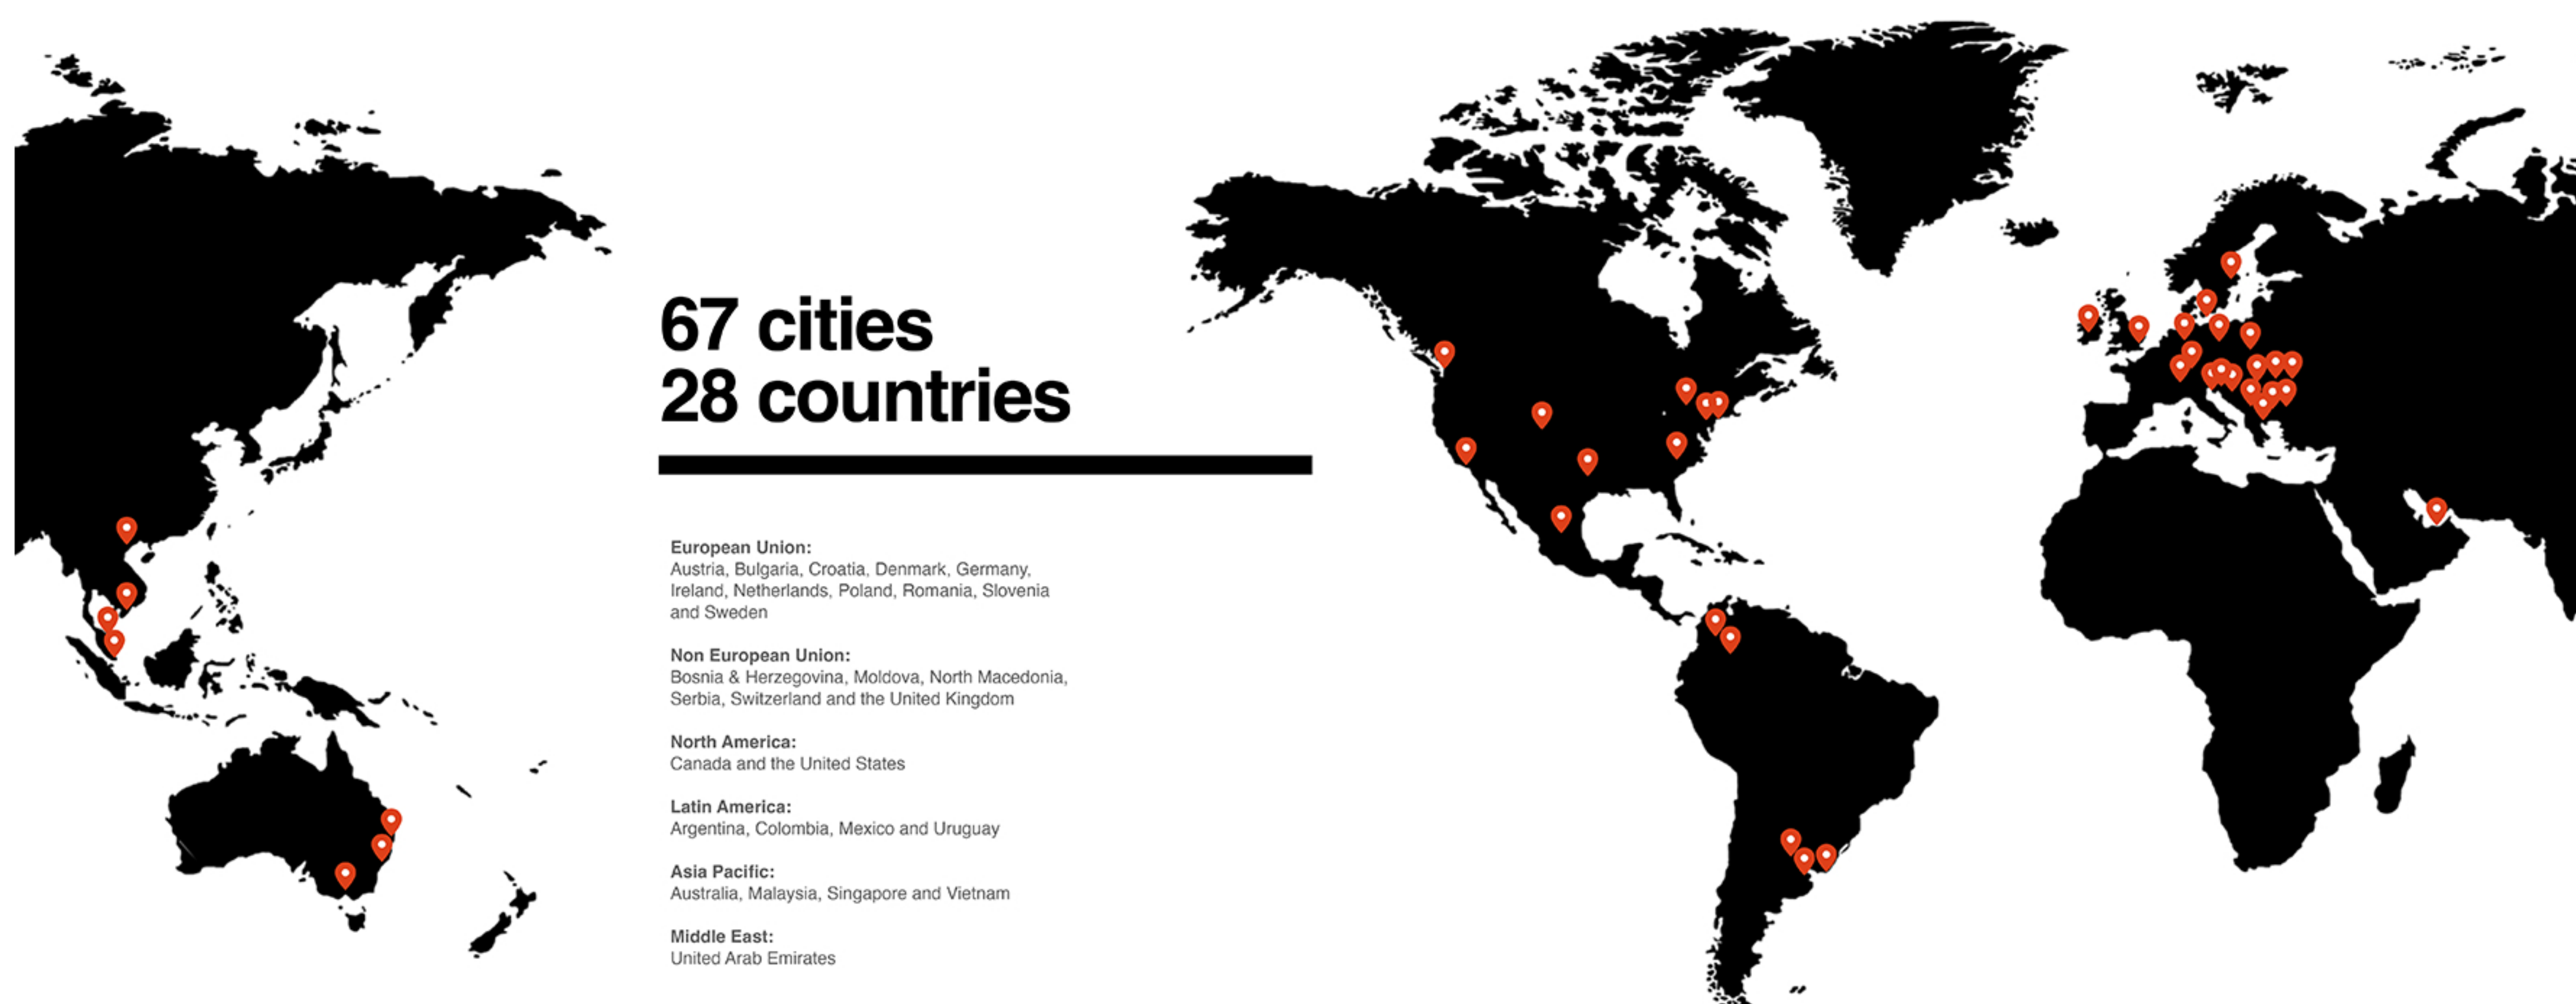 67 cities
28 countries
European Union:
Austria, Bulgaria, Croatia, Denmark, Germany,
Ireland, Netherlands, Poland, Romania, Slovenia
and Sweden
Non European Union:
Bosnia & Herzegovina, Moldova, North Macedonia,
Serbia, Switzerland and the United Kingdom
North America:
Canada and the United States
Latin America:
Argentina, Colombia, Mexico and Uruguay
Asia Pacific:
Australia, Malaysia, Singapore and Vietnam
Middle East:
United Arab Emirates